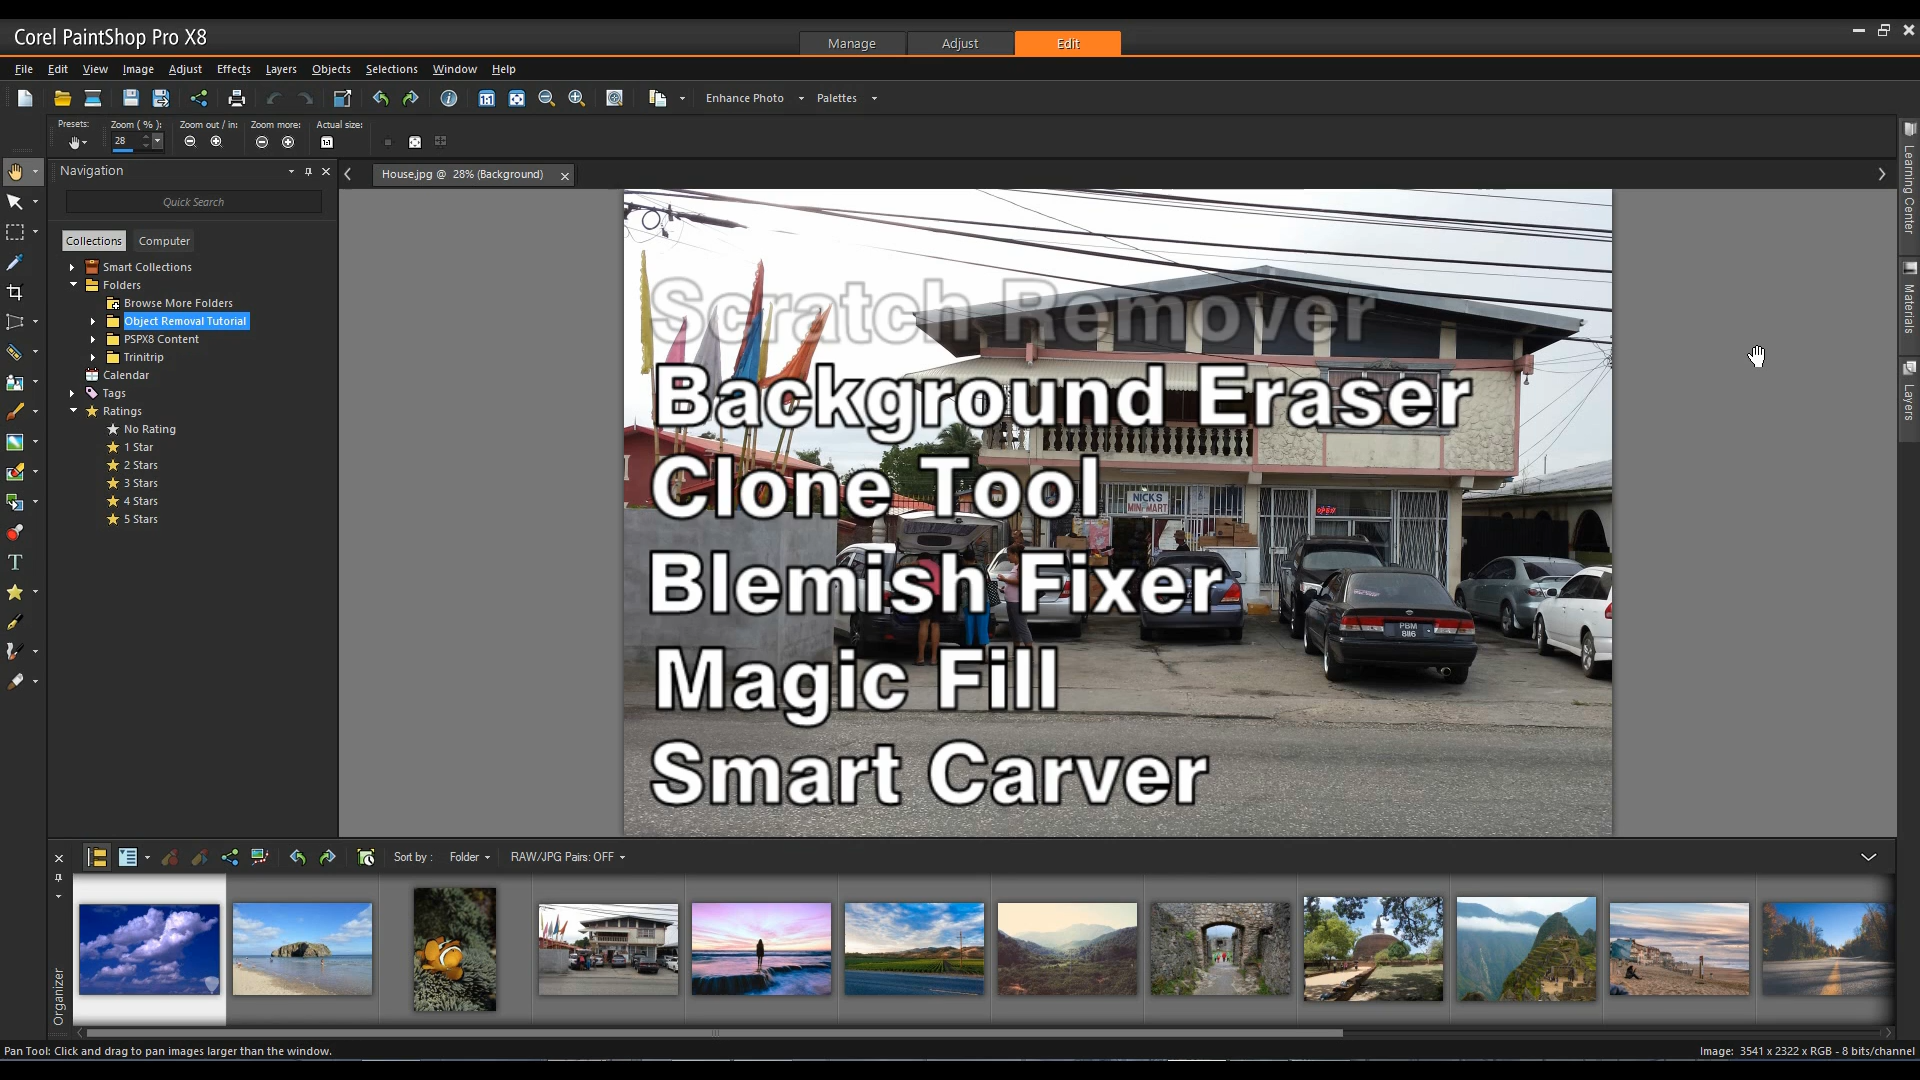 Corel PaintShop Pro X8
Manage
Adjust
Edit
File Edit View Image Adjust Effects Layers Objects Selections Window Help
Enhance Photo
Palettes
Presets:
Zoom ( % ):
Zoom out / in:
Zoom more:
Actual size:
28
Navigation
House.jpg @ 28% (Background)
Quick Search
Collections
Computer
Smart Collections
Folders
Browse More Folders
Object Removal Tutorial
PSPX8 Content
Trinitrip
Calendar
Tags
Ratings
No Rating
1 Star
2 Stars
3 Stars
4 Stars
5 Stars
Scratch Remover
Background Eraser
Clone Tool
Blemish Fixer
Magic Fill
Smart Carver
NICK'S
MINI MART
open
PBM
8116
Learning Center
Materials
Layers
Sort by :
Folder
RAW/JPG Pairs: OFF
Organizer
Pan Tool: Click and drag to pan images larger than the window.
Image: 3541 x 2322 x RGB - 8 bits/channel